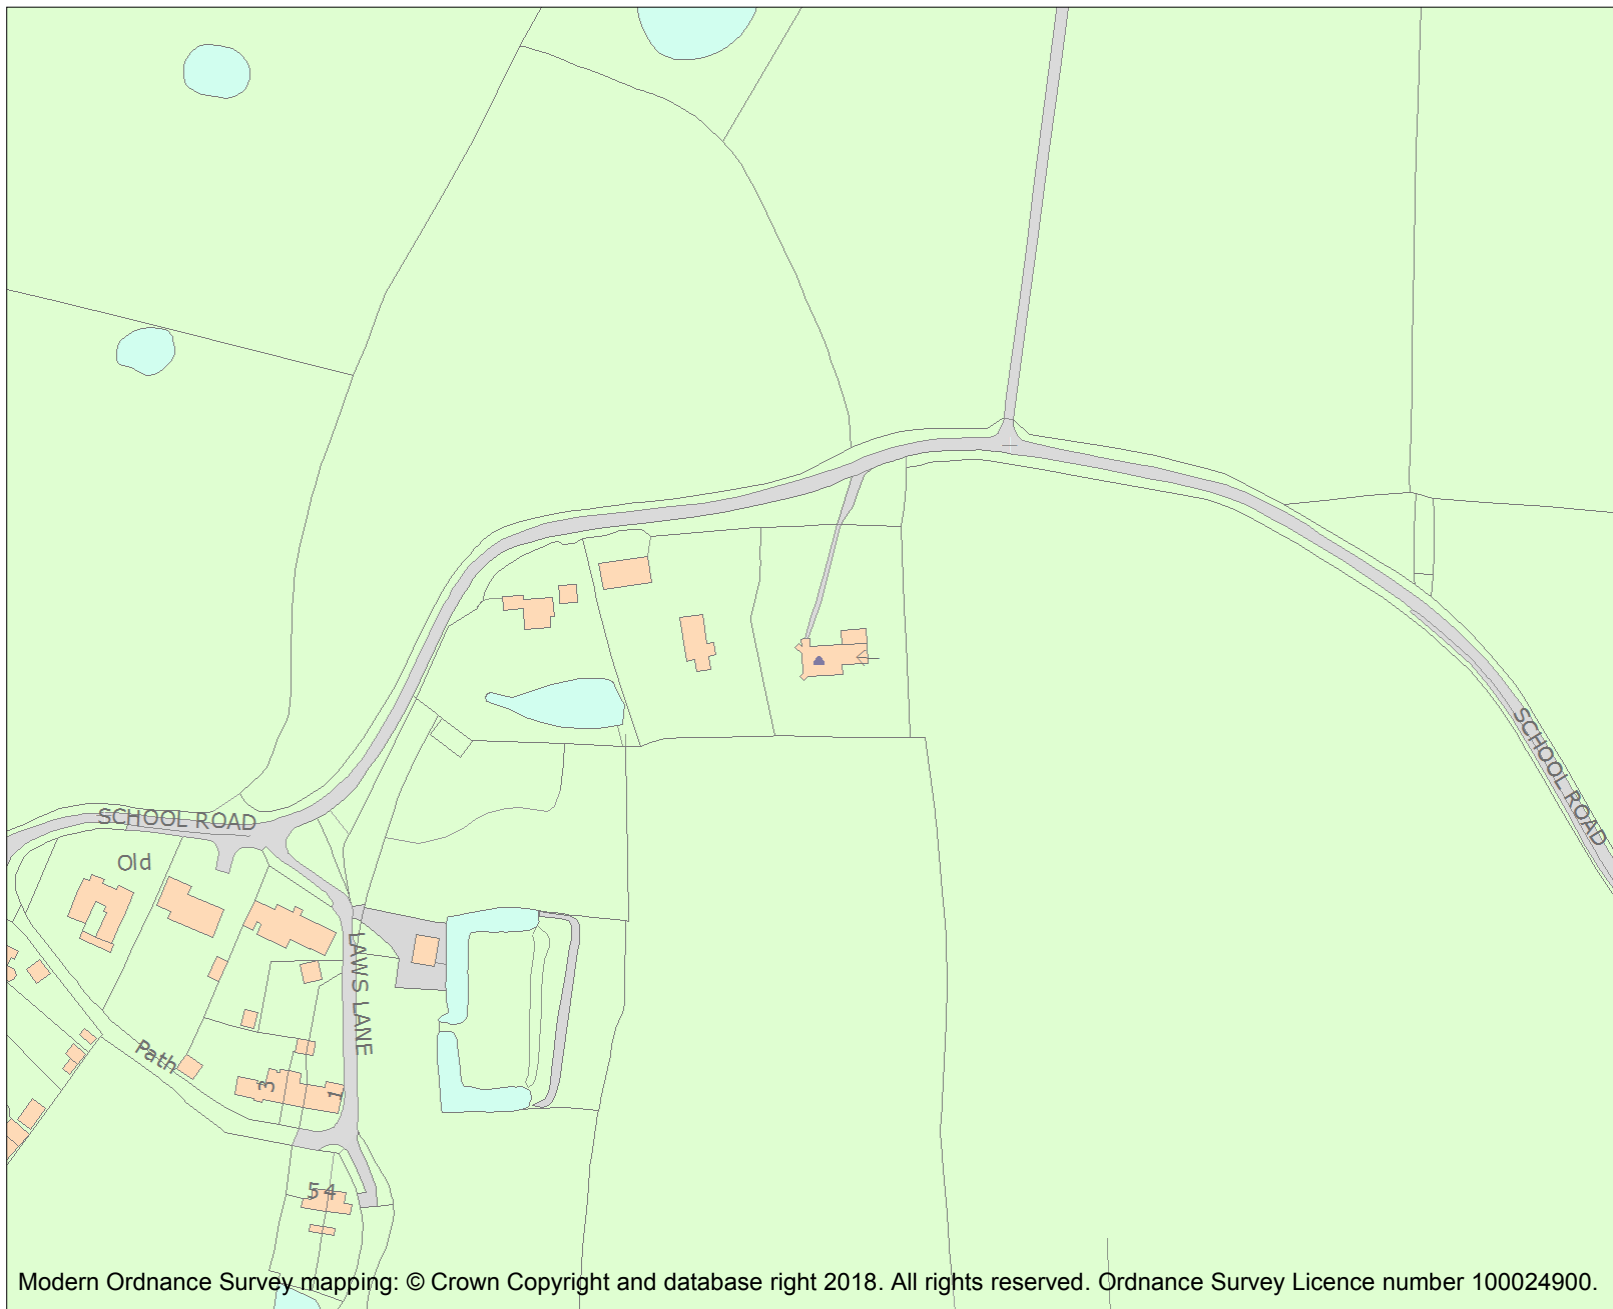 SCHOOL ROAD
SCHOOL ROAD
Old
LAWS LANE
Path
3
1
5 4
Modern Ordnance Survey mapping: © Crown Copyright and database right 2018. All rights reserved. Ordnance Survey Licence number 100024900.